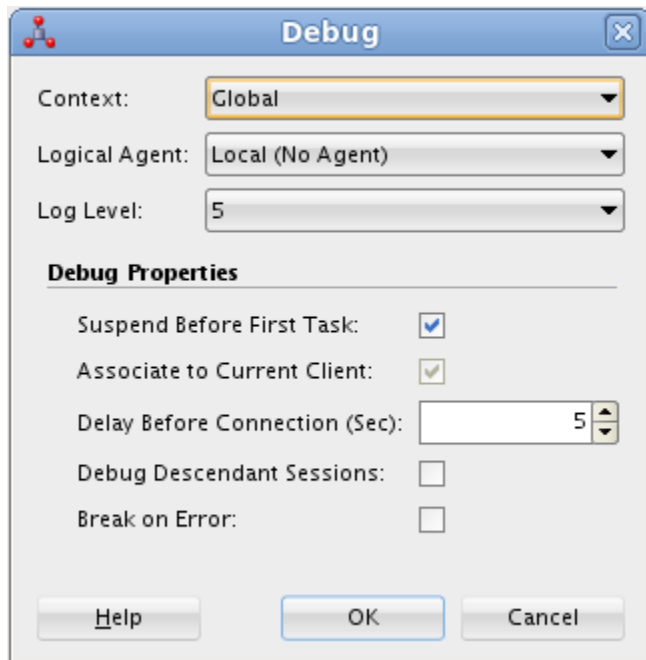 Debug
Context: Global
Logical Agent: Local (No Agent)
Log Level: 5
Debug Properties
Suspend Before First Task:
Associate to Current Client:
Delay Before Connection (Sec): 5
Debug Descendant Sessions:
Break on Error:
Help OK Cancel